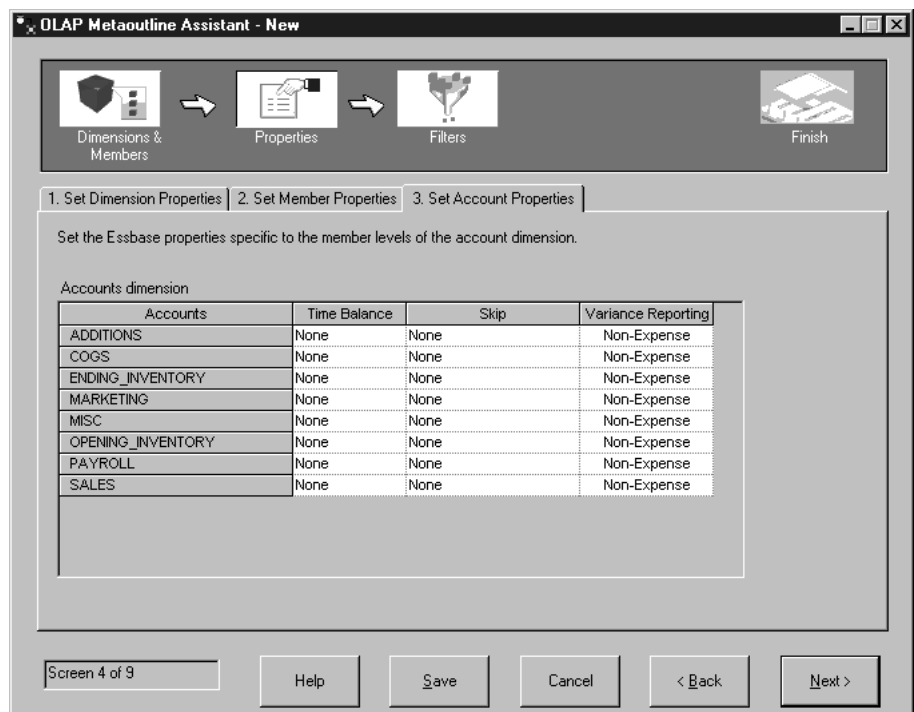 OLAP Metaoutline Assistant - New
Dimensions & Members
Properties
Filters
Finish
1. Set Dimension Properties
2. Set Member Properties
3. Set Account Properties
Set the Essbase properties specific to the member levels of the account dimension.
Accounts dimension
Accounts Time Balance Skip Variance Reporting
ADDITIONS None None Non-Expense
COGS None None Non-Expense
ENDING_INVENTORY None None Non-Expense
MARKETING None None Non-Expense
MISC None None Non-Expense
OPENING_INVENTORY None None Non-Expense
PAYROLL None None Non-Expense
SALES None None Non-Expense
Screen 4 of 9
Help
Save
Cancel
< Back
Next >